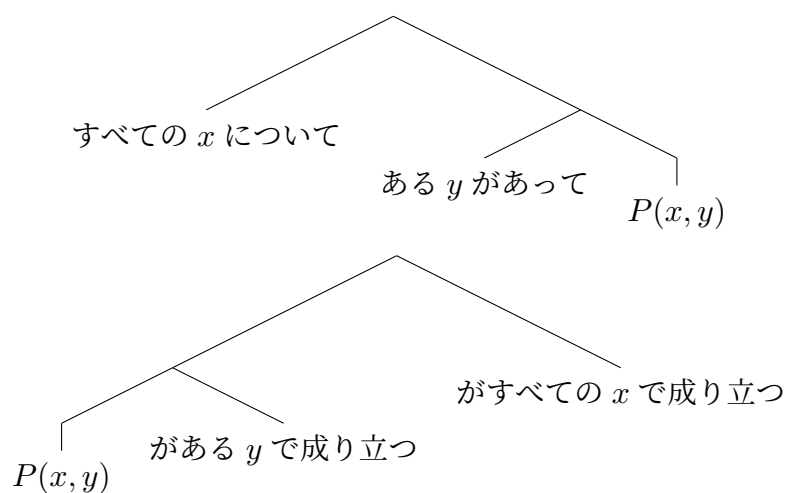 すべての x について
ある y があって
P(x, y)
がすべての x で成り立つ
がある y で成り立つ
P(x, y)